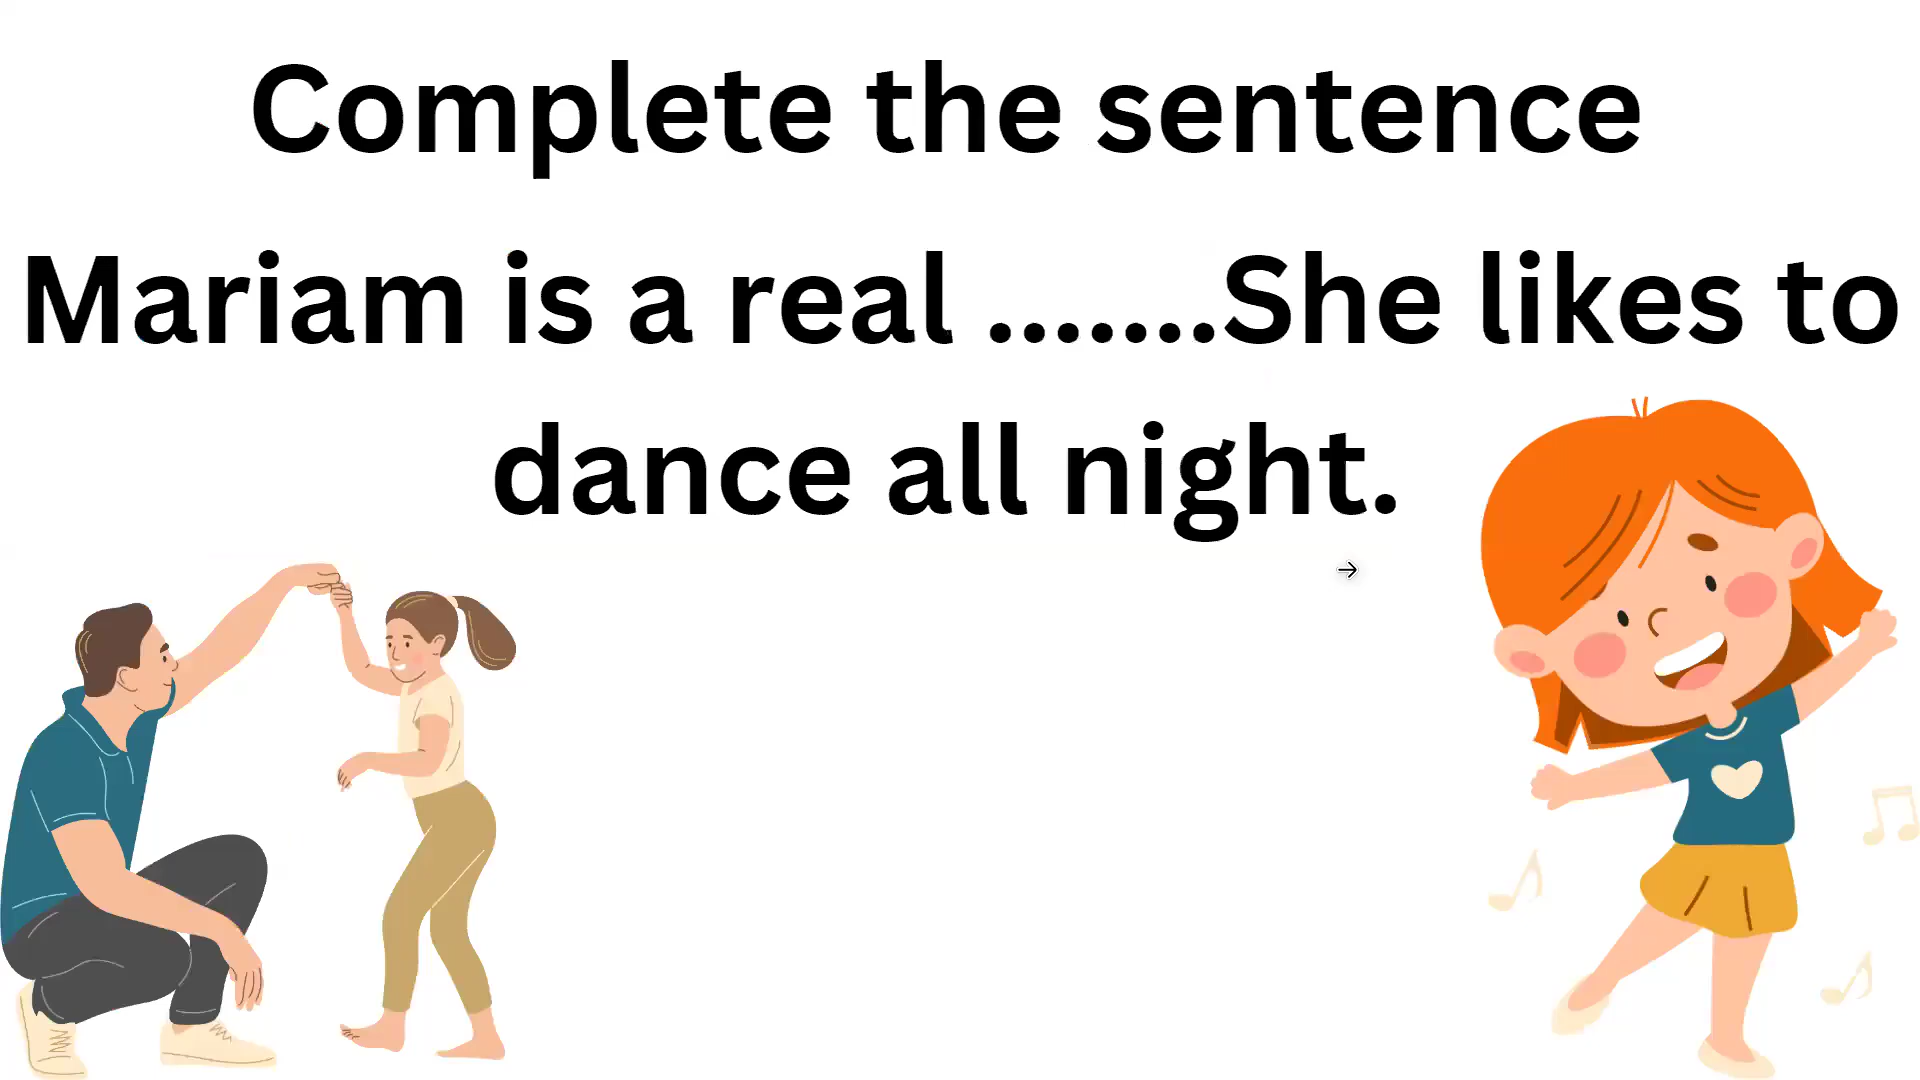 Complete the sentence
Mariam is a real .......She likes to
dance all night.